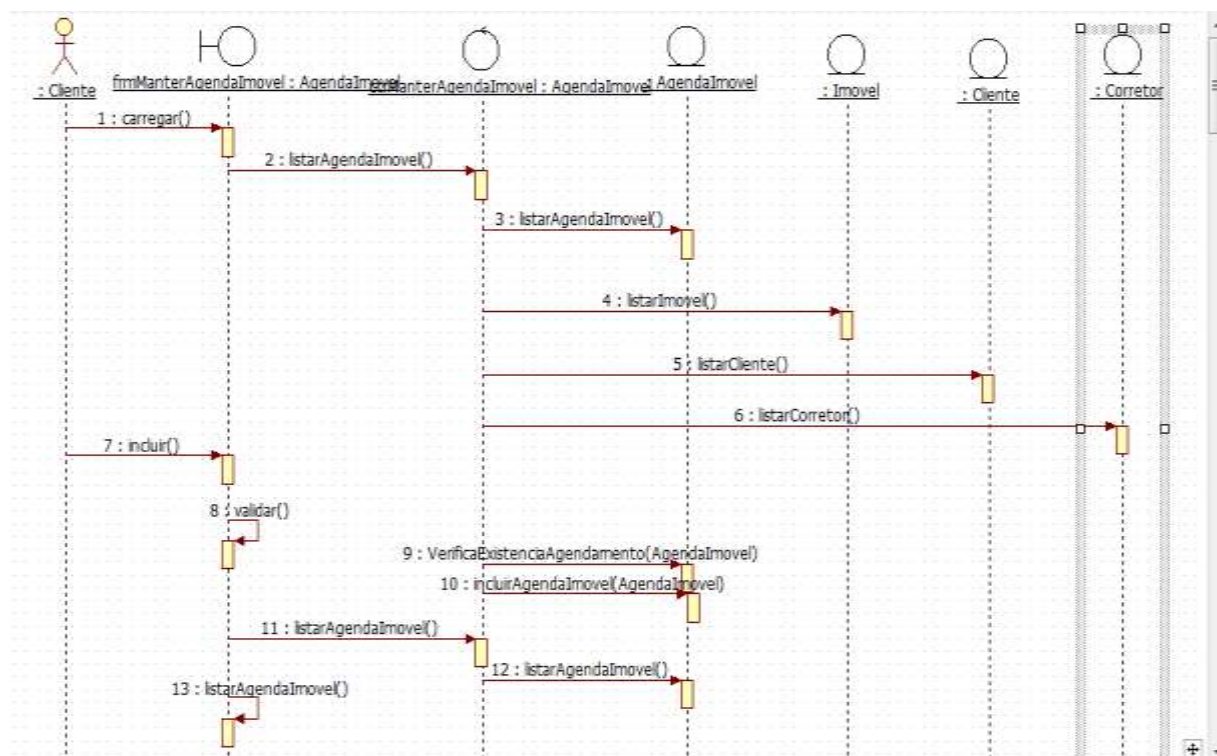 : Cliente
frmManterAgendaImovel : AgendaImovel
: AgendaImovel
: Imovel
: Cliente
: Corretor
1 : carregar()
2 : listarAgendaImovel()
3 : listarAgendaImovel()
4 : listarImovel()
5 : listarCliente()
6 : listarCorretor()
7 : incluir()
8 : validar()
9 : VerificaExistenciaAgendamento(AgendaImovel)
10 : incluirAgendaImovel(AgendaImovel)
11 : listarAgendaImovel()
12 : listarAgendaImovel()
13 : listarAgendaImovel()